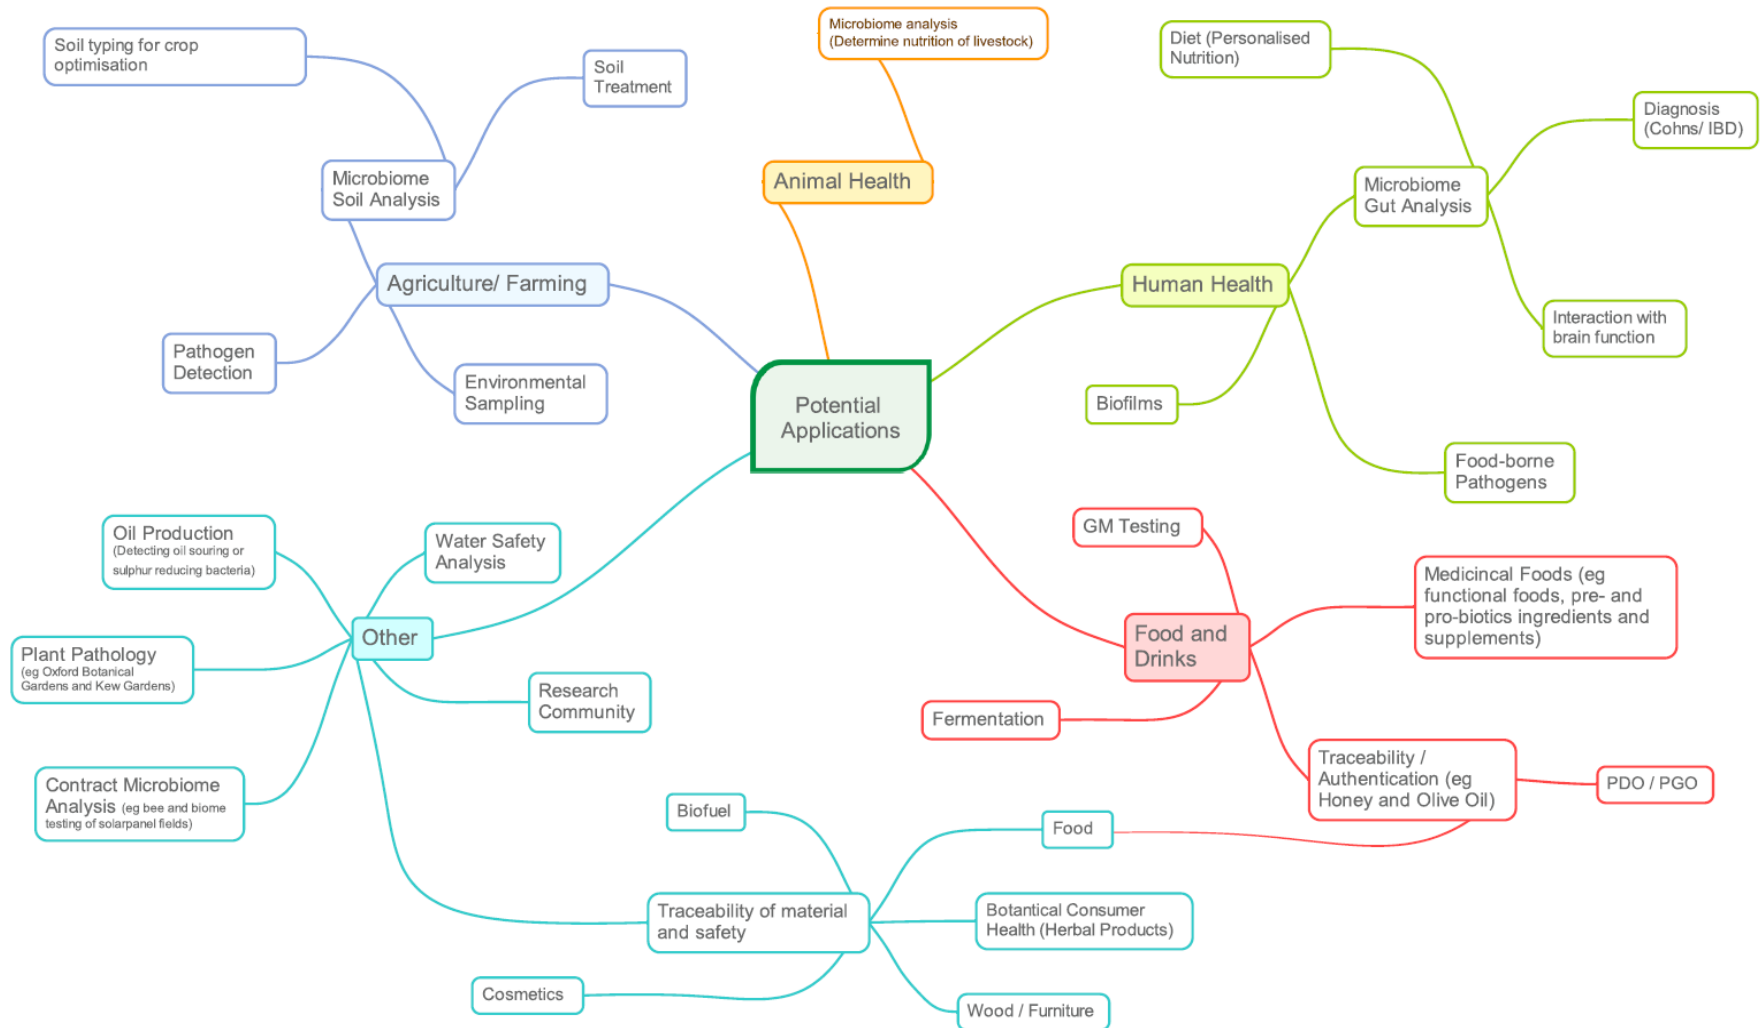 Microbiome analysis
(Determine nutrition of livestock)
Soil typing for crop
optimisation
Soil
Treatment
Diet (Personalised
Nutrition)
Diagnosis
(Cohns/ IBD)
Microbiome
Soil Analysis
Animal Health
Microbiome
Gut Analysis
Agriculture/ Farming
Human Health
Interaction with
brain function
Pathogen
Detection
Environmental
Sampling
Potential
Applications
Biofilms
Food-borne
Pathogens
Oil Production
(Detecting oil souring or
sulphur reducing bacteria)
Water Safety
Analysis
GM Testing
Medicincal Foods (eg
functional foods, pre- and
pro-biotics ingredients and
supplements)
Other
Food and
Drinks
Plant Pathology
(eg Oxford Botanical
Gardens and Kew Gardens)
Research
Community
Fermentation
Traceability /
Authentication (eg
Honey and Olive Oil)
PDO / PGO
Contract Microbiome
Analysis (eg bee and biome
testing of solarpanel fields)
Biofuel
Food
Traceability of material
and safety
Botantical Consumer
Health (Herbal Products)
Cosmetics
Wood / Furniture